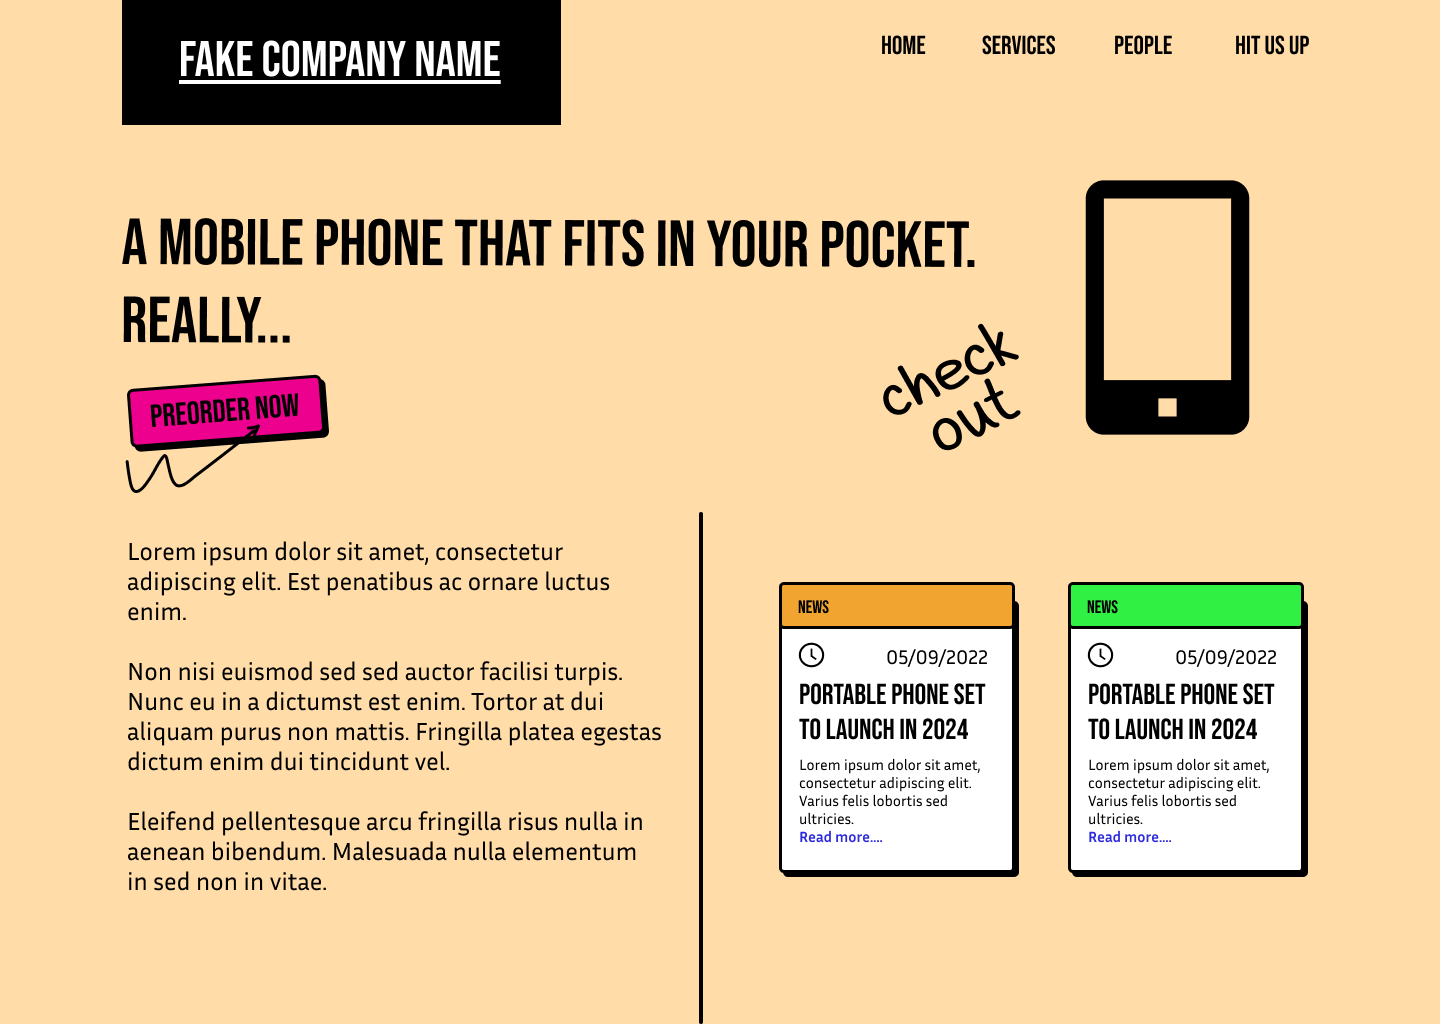 FAKE COMPANY NAME
HOME
SERVICES
PEOPLE
HIT US UP
A MOBILE PHONE THAT FITS IN YOUR POCKET.
REALLY...
PREORDER NOW
check
out
Lorem ipsum dolor sit amet, consectetur
adipiscing elit. Est penatibus ac ornare luctus
enim.
Non nisi euismod sed sed auctor facilisi turpis.
Nunc eu in a dictumst est enim. Tortor at dui
aliquam purus non mattis. Fringilla platea egestas
dictum enim dui tincidunt vel.
Eleifend pellentesque arcu fringilla risus nulla in
aenean bibendum. Malesuada nulla elementum
in sed non in vitae.
NEWS
05/09/2022
PORTABLE PHONE SET
TO LAUNCH IN 2024
Lorem ipsum dolor sit amet,
consectetur adipiscing elit.
Varius felis lobortis sed
ultricies.
Read more....
NEWS
05/09/2022
PORTABLE PHONE SET
TO LAUNCH IN 2024
Lorem ipsum dolor sit amet,
consectetur adipiscing elit.
Varius felis lobortis sed
ultricies.
Read more....